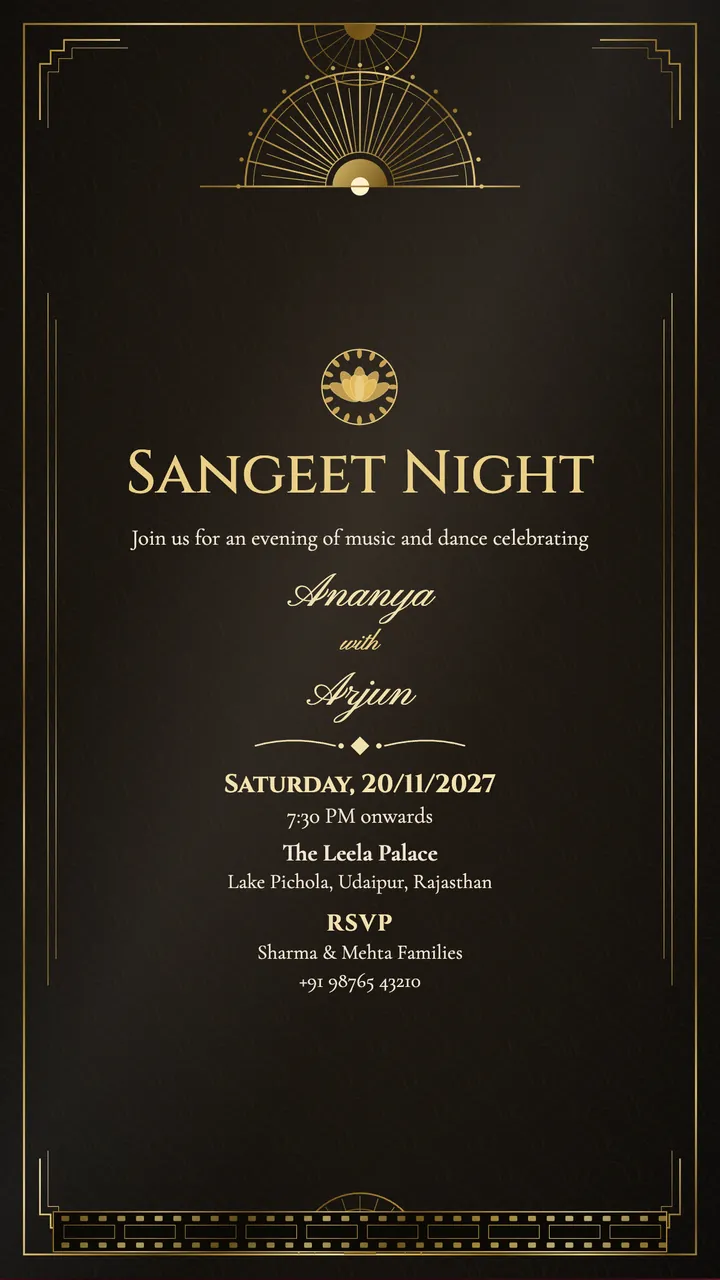 Sangeet Night
Join us for an evening of music and dance celebrating
Ananya
with
Arjun
Saturday, 20/11/2027
7:30 PM onwards
The Leela Palace
Lake Pichola, Udaipur, Rajasthan
RSVP
Sharma & Mehta Families
+91 98765 43210